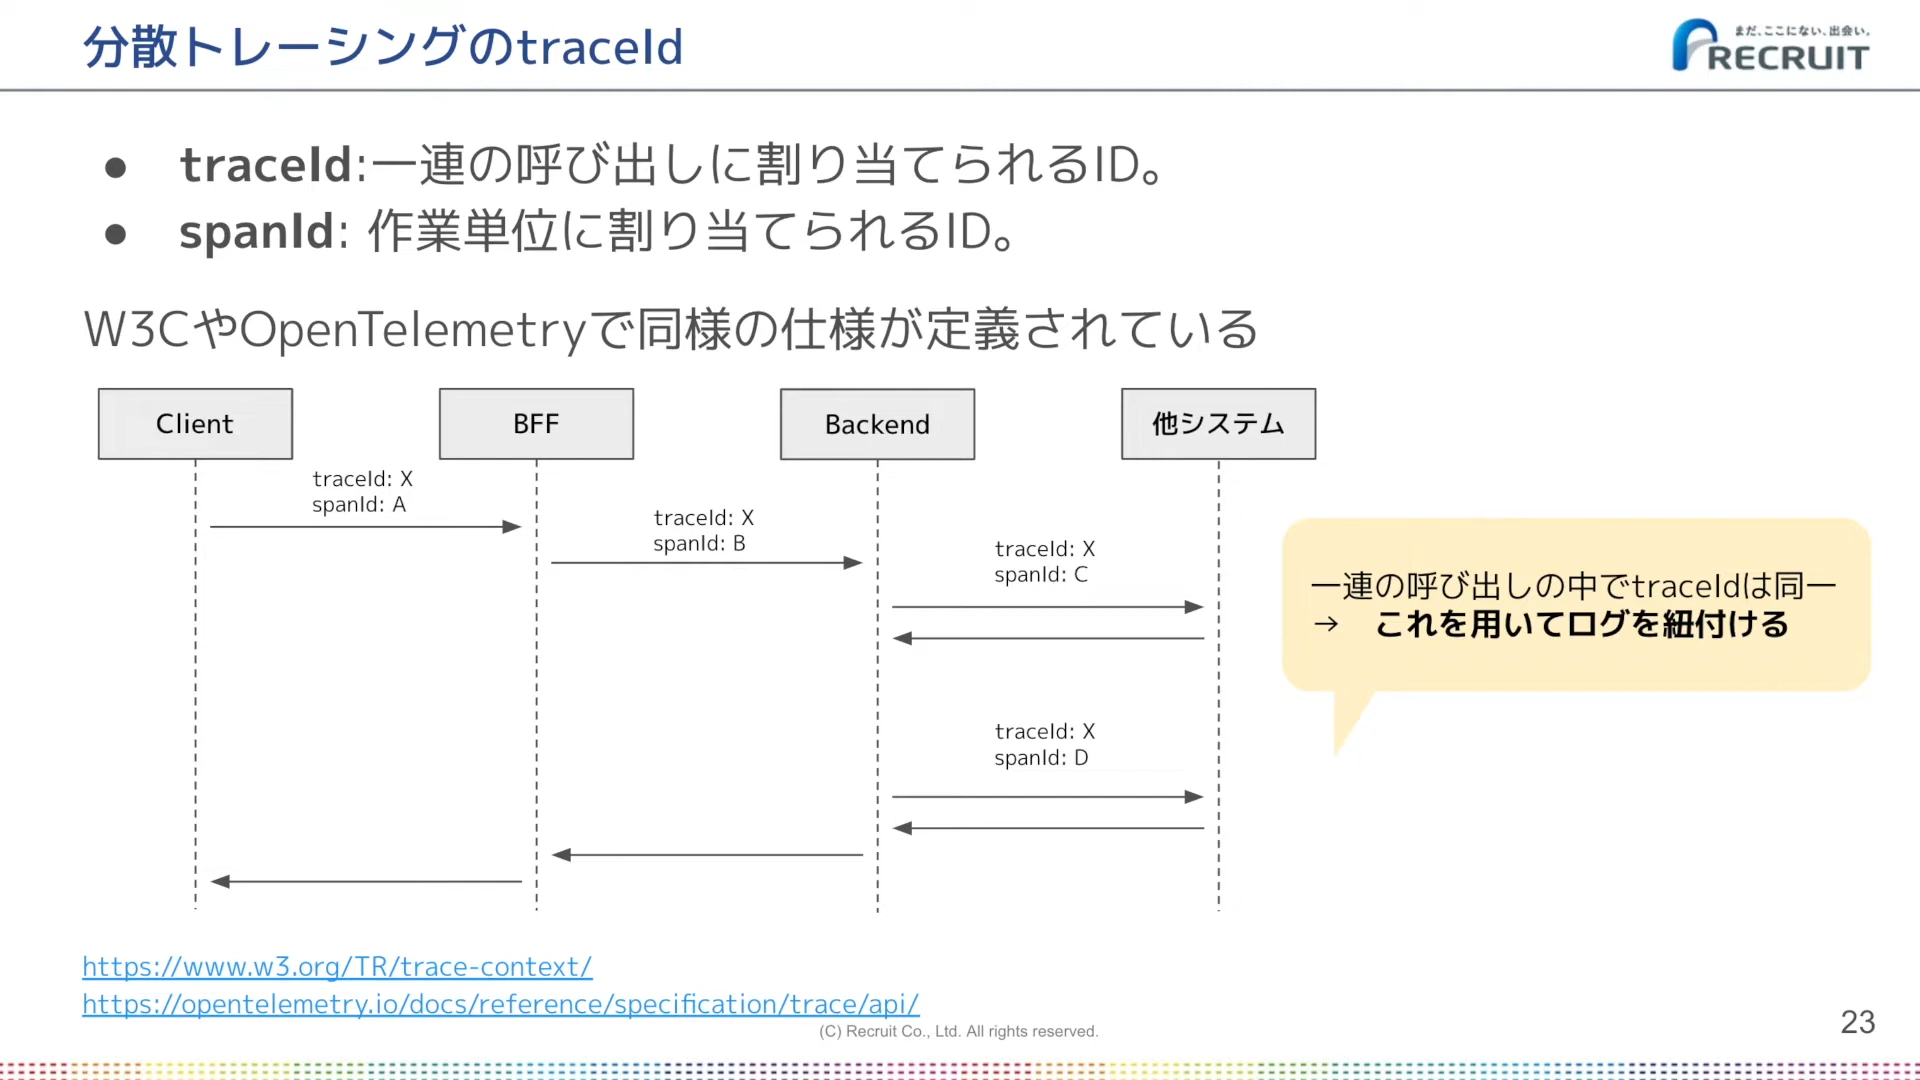 分散トレーシングのtraceId
まだ、ここにない、出会い。
RECRUIT
● traceId:一連の呼び出しに割り当てられるID。
● spanId: 作業単位に割り当てられるID。
W3CやOpenTelemetryで同様の仕様が定義されている
Client
BFF
Backend
他システム
traceId: X
spanId: A
traceId: X
spanId: B
traceId: X
spanId: C
一連の呼び出しの中でtraceIdは同一
→ これを用いてログを紐付ける
traceId: X
spanId: D
https://www.w3.org/TR/trace-context/
https://opentelemetry.io/docs/reference/specification/trace/api/
(C) Recruit Co., Ltd. All rights reserved.
23